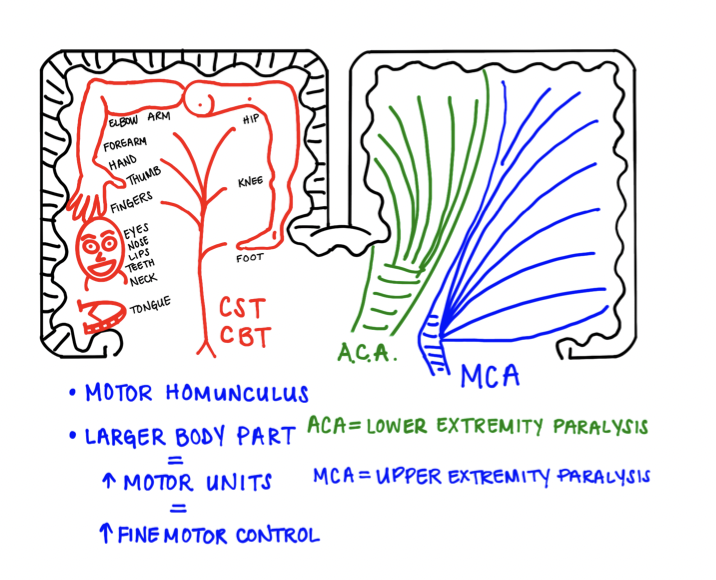 ELBOW ARM
HIP
FOREARM
HAND
THUMB
KNEE
FINGERS
EYES
NOSE
LIPS
TEETH
NECK
FOOT
TONGUE
CST
CBT
A.C.A.
MCA
• MOTOR HOMUNCULUS
• LARGER BODY PART
=
↑ MOTOR UNITS
=
↑ FINE MOTOR CONTROL
ACA = LOWER EXTREMITY PARALYSIS
MCA = UPPER EXTREMITY PARALYSIS